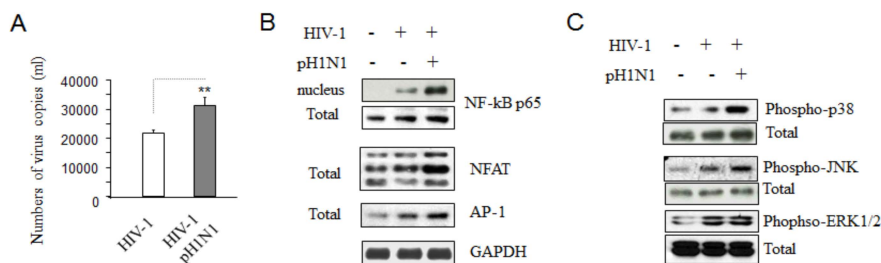 A
Numbers of virus copies (ml)
40000
30000
20000
10000
0
**
HIV-1
HIV-1
pH1N1
B
HIV-1 - + +
pH1N1 - - +
nucleus
Total
NF-kB p65
Total
NFAT
Total
AP-1
GAPDH
C
HIV-1 - + +
pH1N1 - - +
Phospho-p38
Total
Phospho-JNK
Total
Phophso-ERK1/2
Total